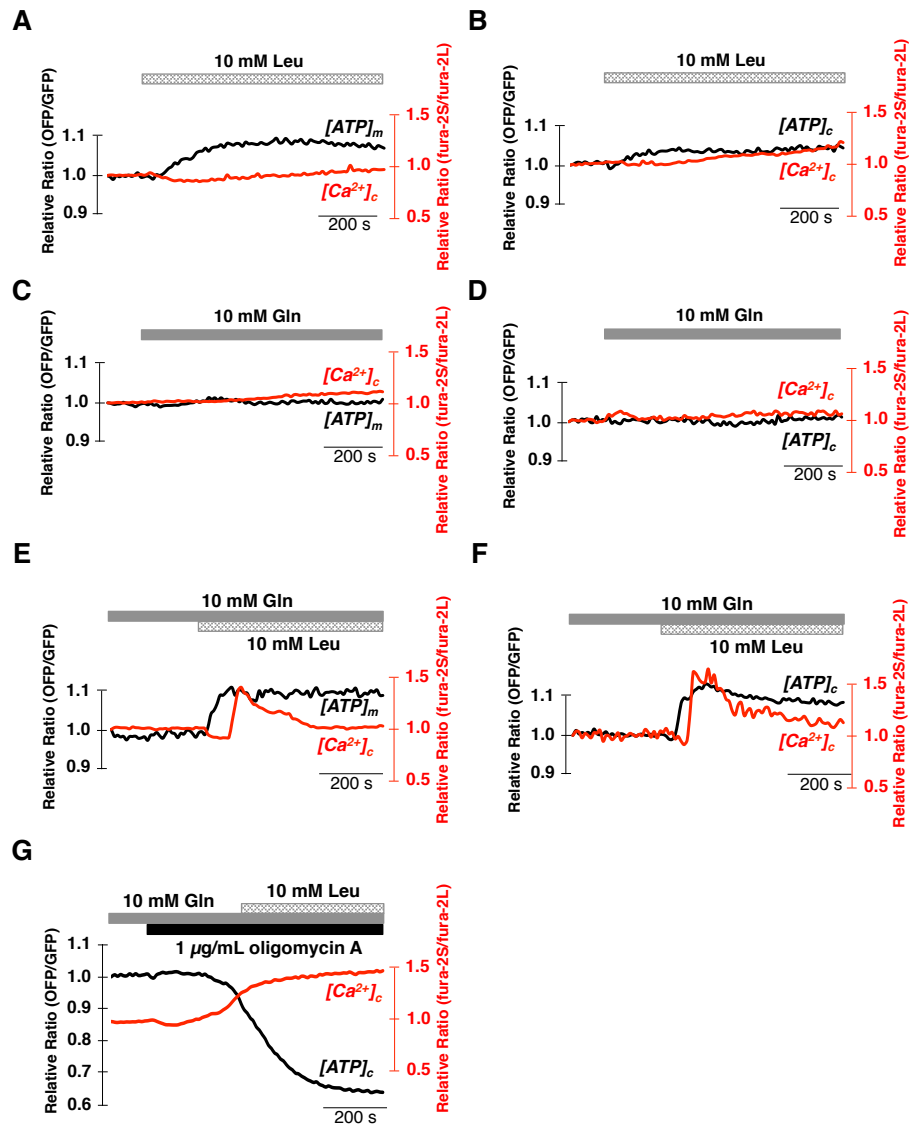 A
10 mM Leu
Relative Ratio (OFP/GFP)
1.1
1.0
0.9
[ATP]m
[Ca2+]c
200 s
1.5
1.0
0.5
Relative Ratio (fura-2S/fura-2L)
B
10 mM Leu
Relative Ratio (OFP/GFP)
1.1
1.0
0.9
[ATP]c
[Ca2+]c
200 s
1.5
1.0
0.5
Relative Ratio (fura-2S/fura-2L)
C
10 mM Gln
Relative Ratio (OFP/GFP)
1.1
1.0
0.9
[Ca2+]c
[ATP]m
200 s
1.5
1.0
0.5
Relative Ratio (fura-2S/fura-2L)
D
10 mM Gln
Relative Ratio (OFP/GFP)
1.1
1.0
0.9
[Ca2+]c
[ATP]c
200 s
1.5
1.0
0.5
Relative Ratio (fura-2S/fura-2L)
E
10 mM Gln
10 mM Leu
Relative Ratio (OFP/GFP)
1.1
1.0
0.9
[ATP]m
[Ca2+]c
200 s
1.5
1.0
0.5
Relative Ratio (fura-2S/fura-2L)
F
10 mM Gln
10 mM Leu
Relative Ratio (OFP/GFP)
1.1
1.0
0.9
[ATP]c
[Ca2+]c
200 s
1.5
1.0
0.5
Relative Ratio (fura-2S/fura-2L)
G
10 mM Leu
10 mM Gln
1 µg/mL oligomycin A
Relative Ratio (OFP/GFP)
1.1
1.0
0.9
0.8
0.7
0.6
[Ca2+]c
[ATP]c
200 s
1.5
1.0
0.5
Relative Ratio (fura-2S/fura-2L)